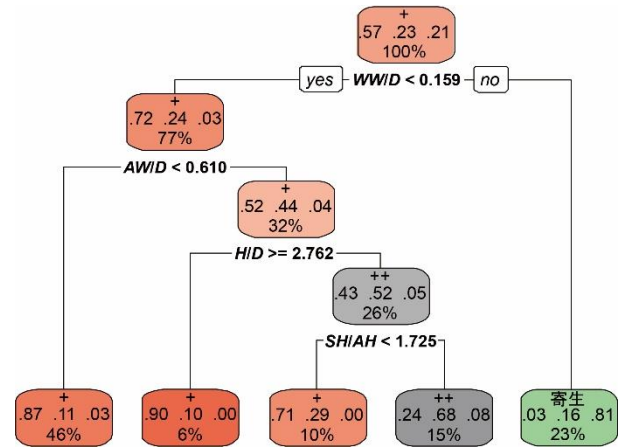 +
.57 .23 .21
100%
yes WW/D < 0.159 no
+
.72 .24 .03
77%
AW/D < 0.610
+
.52 .44 .04
32%
H/D >= 2.762
++
.43 .52 .05
26%
SH/AH < 1.725
+
.87 .11 .03
46%
+
.90 .10 .00
6%
+
.71 .29 .00
10%
++
.24 .68 .08
15%
寄生
.03 .16 .81
23%